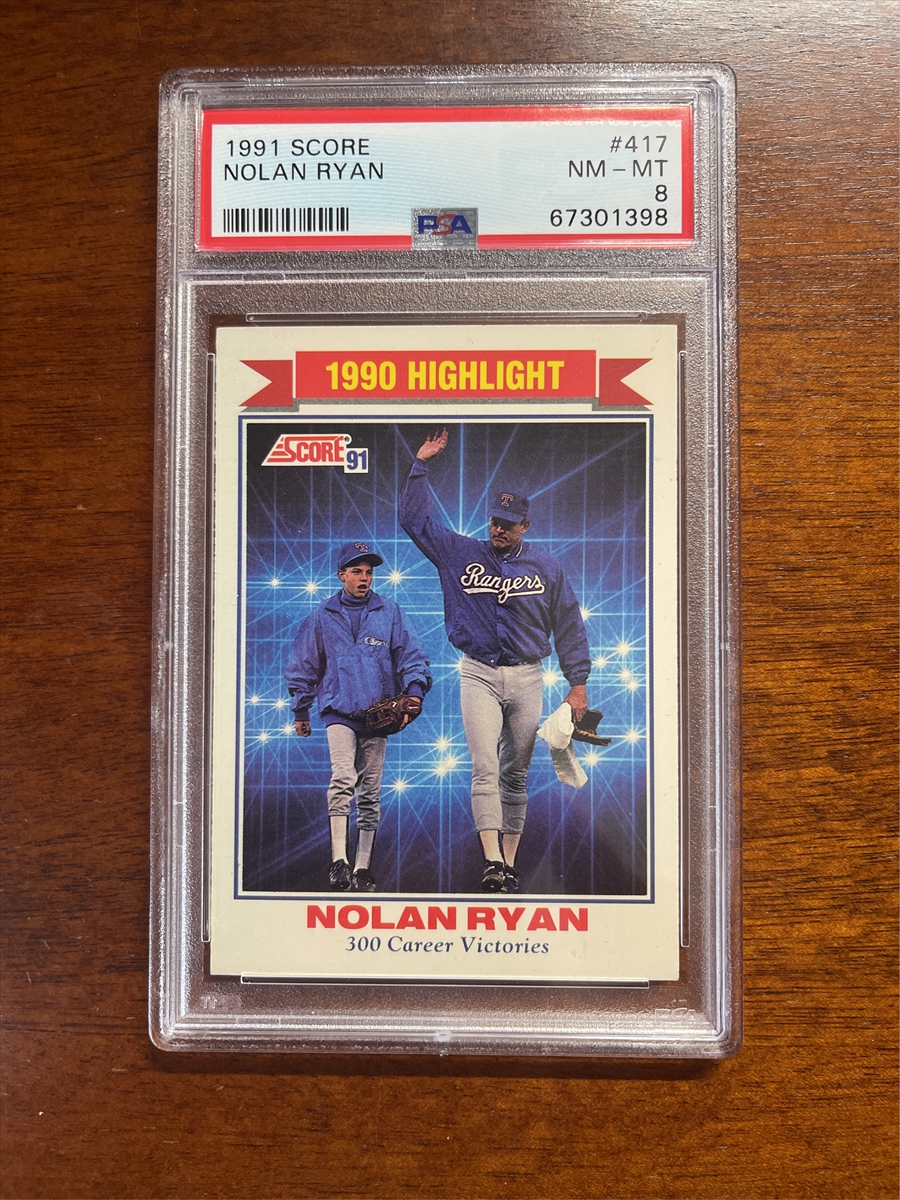 1991 SCORE #417
NOLAN RYAN NM - MT
8
PSA 67301398
1990 HIGHLIGHT
SCORE® 91
T
Rangers
NOLAN RYAN
300 Career Victories